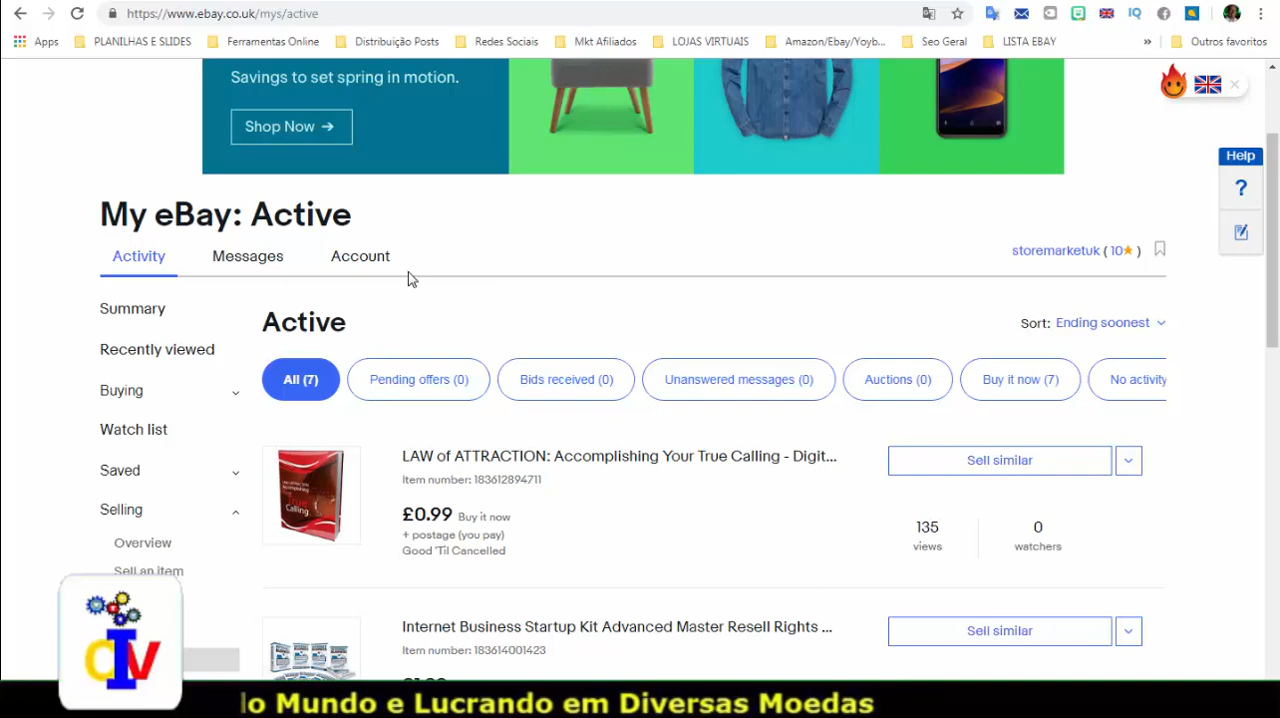 https://www.ebay.co.uk/mys/active
Apps
PLANILHAS E SLIDES
Ferramentas Online
Distribuição Posts
Redes Sociais
Mkt Afiliados
LOJAS VIRTUAIS
Amazon/Ebay/Yoyb...
Seo Geral
LISTA EBAY
»
Outros favoritos
Savings to set spring in motion.
Shop Now →
Help
?
My eBay: Active
Activity
Messages
Account
storemarketuk ( 10★ )
Summary
Recently viewed
Buying
Watch list
Saved
Selling
Overview
Sell an item
Active
Sort: Ending soonest
All (7)
Pending offers (0)
Bids received (0)
Unanswered messages (0)
Auctions (0)
Buy it now (7)
No activity
LAW of ATTRACTION: Accomplishing Your True Calling - Digit...
Item number: 183612894711
£0.99 Buy it now
+ postage (you pay)
Good 'Til Cancelled
Sell similar
135
views
0
watchers
Internet Business Startup Kit Advanced Master Resell Rights ...
Item number: 183614001423
Sell similar
lo Mundo e Lucrando em Diversas Moedas